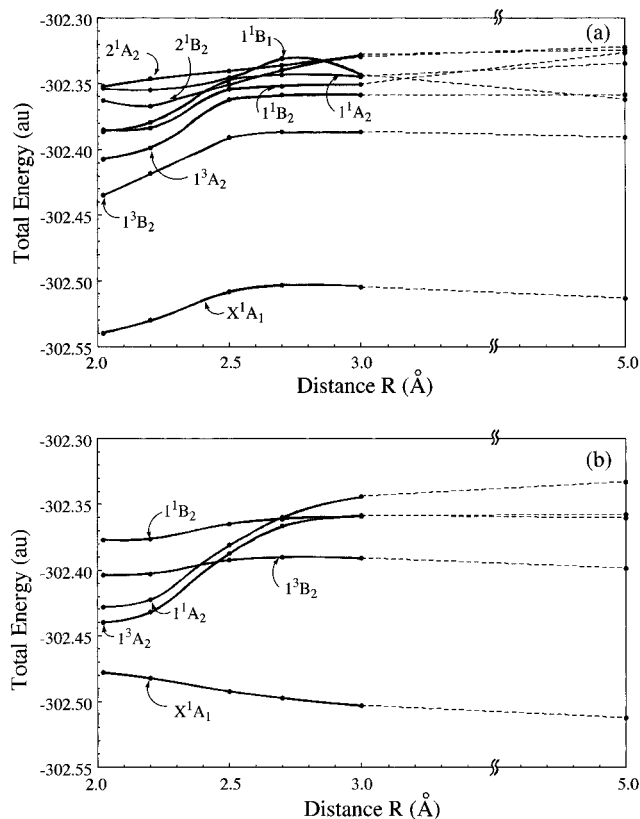 (a)
-302.30
-302.35
-302.40
-302.45
-302.50
-302.55
Total Energy (au)
2¹A₂
2¹B₂
1¹B₁
1¹B₂
1¹A₂
1³A₂
1³B₂
X¹A₁
2.0 2.5 3.0 5.0
Distance R (Å)
(b)
-302.30
-302.35
-302.40
-302.45
-302.50
-302.55
Total Energy (au)
1¹B₂
1³B₂
1¹A₂
1³A₂
X¹A₁
2.0 2.5 3.0 5.0
Distance R (Å)